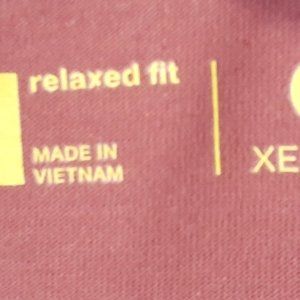 relaxed fit
MADE IN
VIETNAM
XE